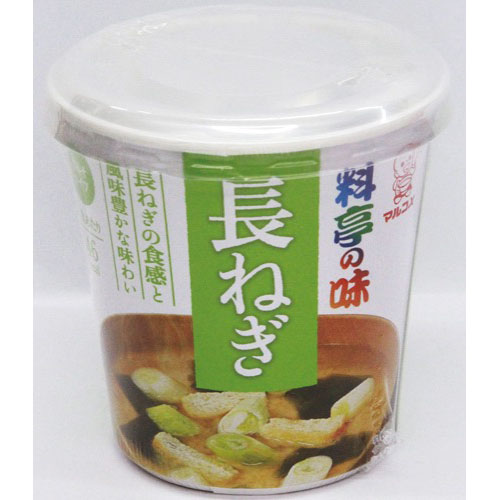 マルコメ
料亭の味
長ねぎ
長ねぎの食感と
風味豊かな味わい